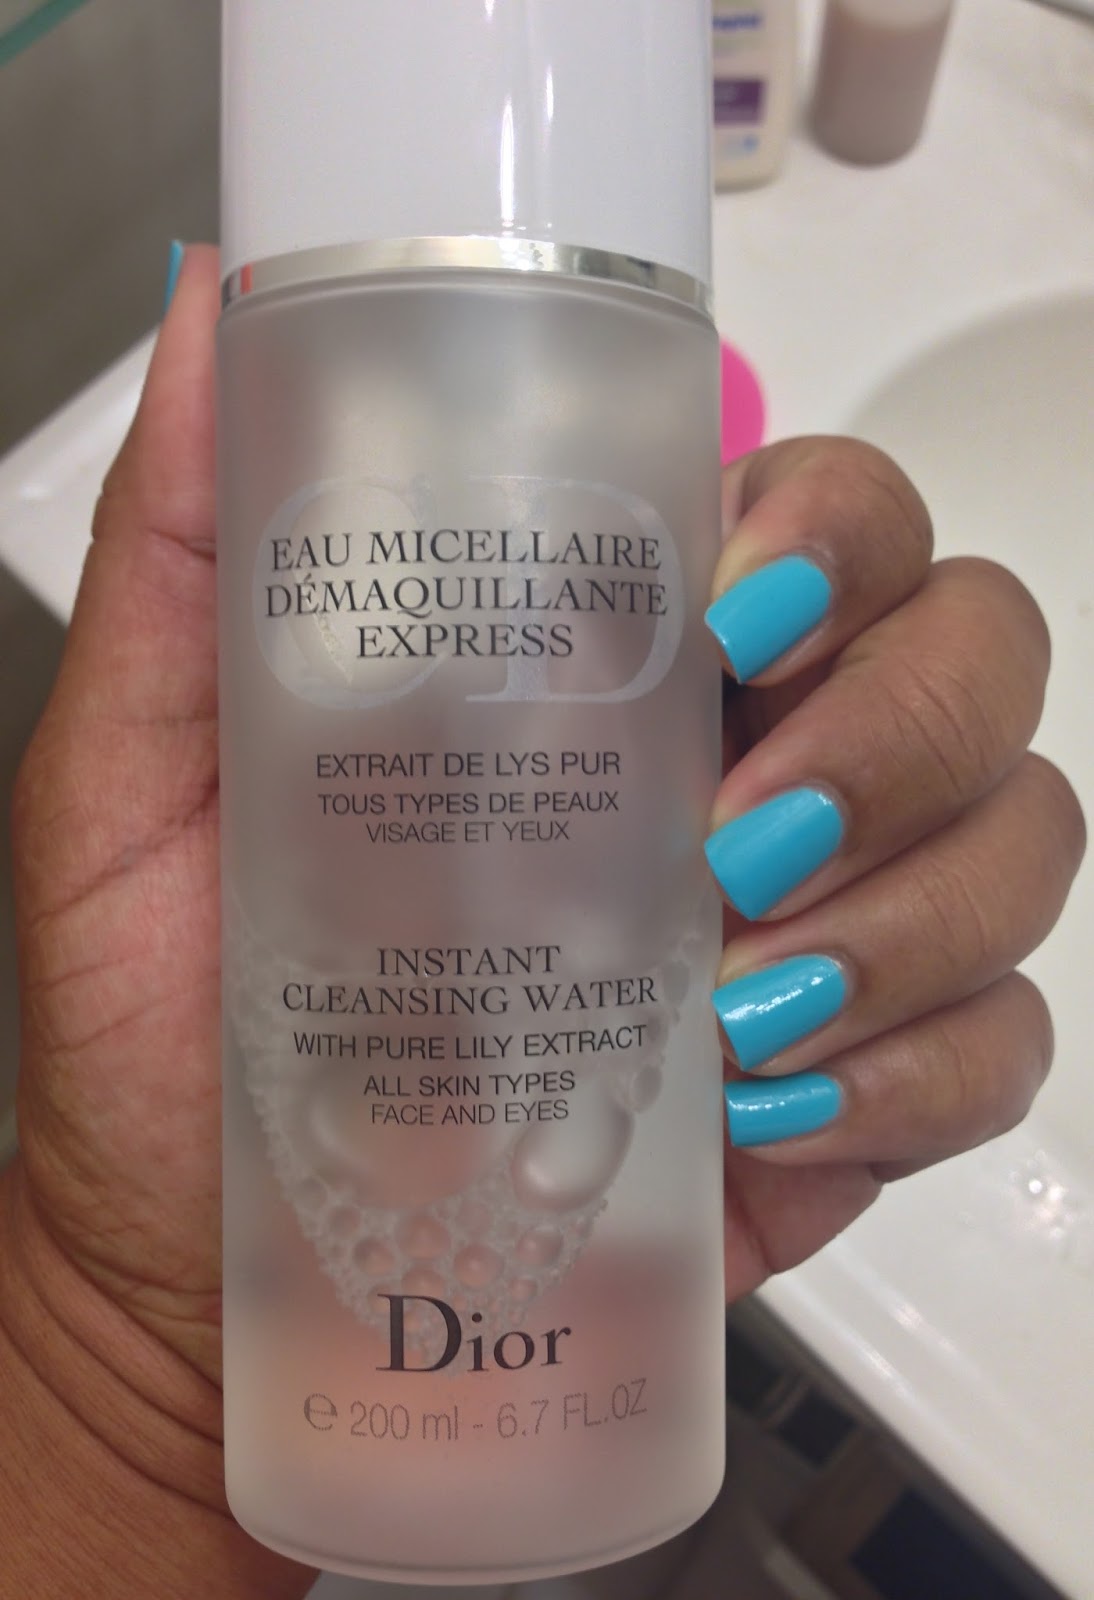 CD
EAU MICELLAIRE
DÉMAQUILLANTE
EXPRESS
EXTRAIT DE LYS PUR
TOUS TYPES DE PEAUX
VISAGE ET YEUX
INSTANT
CLEANSING WATER
WITH PURE LILY EXTRACT
ALL SKIN TYPES
FACE AND EYES
Dior
e 200 ml - 6.7 FL.OZ